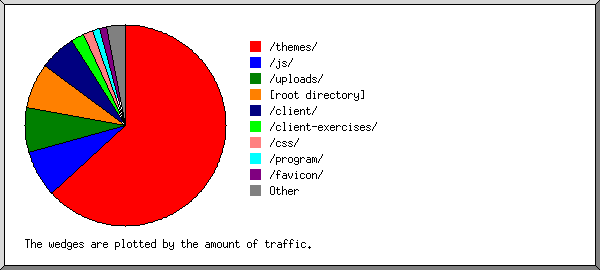 /themes/
/js/
/uploads/
[root directory]
/client/
/client-exercises/
/css/
/program/
/favicon/
Other
The wedges are plotted by the amount of traffic.